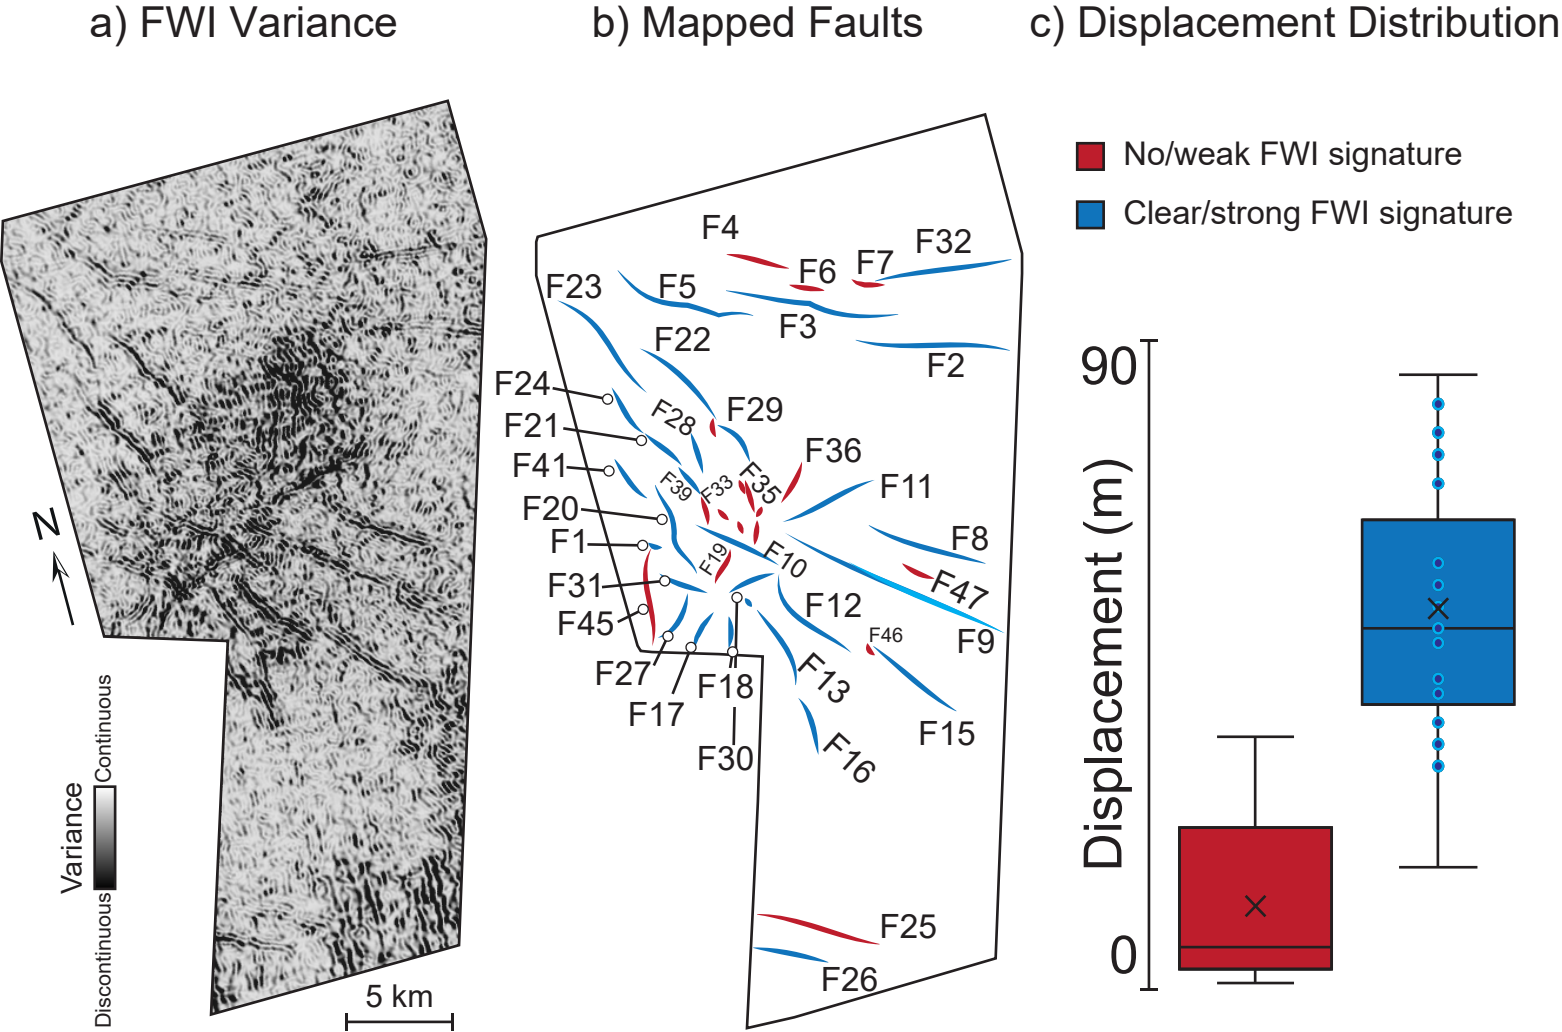 a) FWI Variance
b) Mapped Faults
c) Displacement Distribution
N
Variance
Continuous
Discontinuous
5 km
F4
F6
F7
F32
F23
F5
F3
F22
F2
F24
F28
F29
F21
F36
F41
F39
F33
F35
F11
F20
F1
F8
F19
F10
F31
F47
F45
F12
F9
F46
F27
F18
F13
F17
F15
F30
F16
F25
F26
No/weak FWI signature
Clear/strong FWI signature
90
Displacement (m)
0